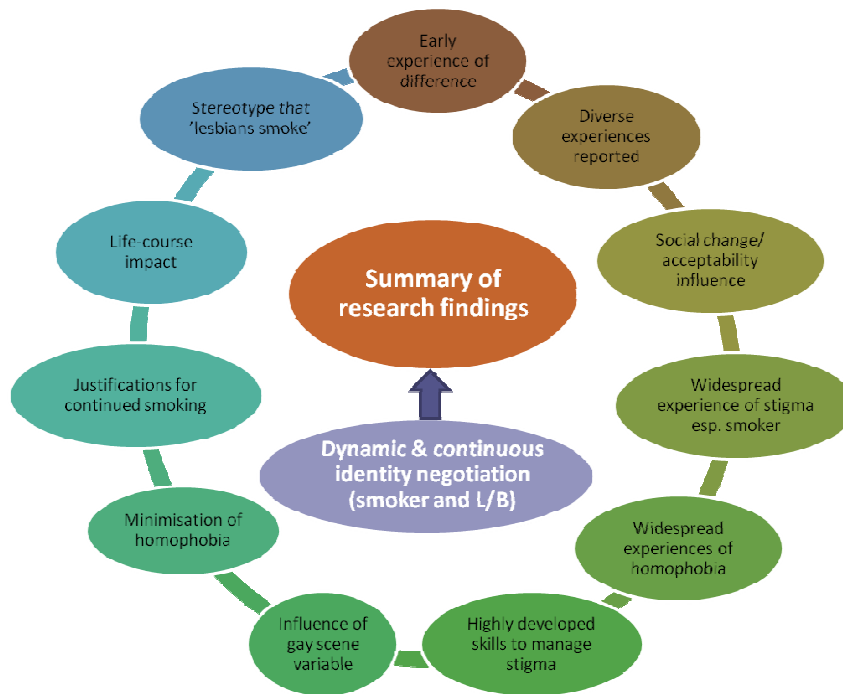 Early
experience of
difference
Diverse
experiences
reported
Social change/
acceptability
influence
Widespread
experience of stigma
esp. smoker
Widespread
experiences of
homophobia
Highly developed
skills to manage
stigma
Influence of
gay scene
variable
Minimisation of
homophobia
Justifications for
continued smoking
Life-course
impact
Stereotype that
'lesbians smoke'
Summary of
research findings
Dynamic & continuous
identity negotiation
(smoker and L/B)